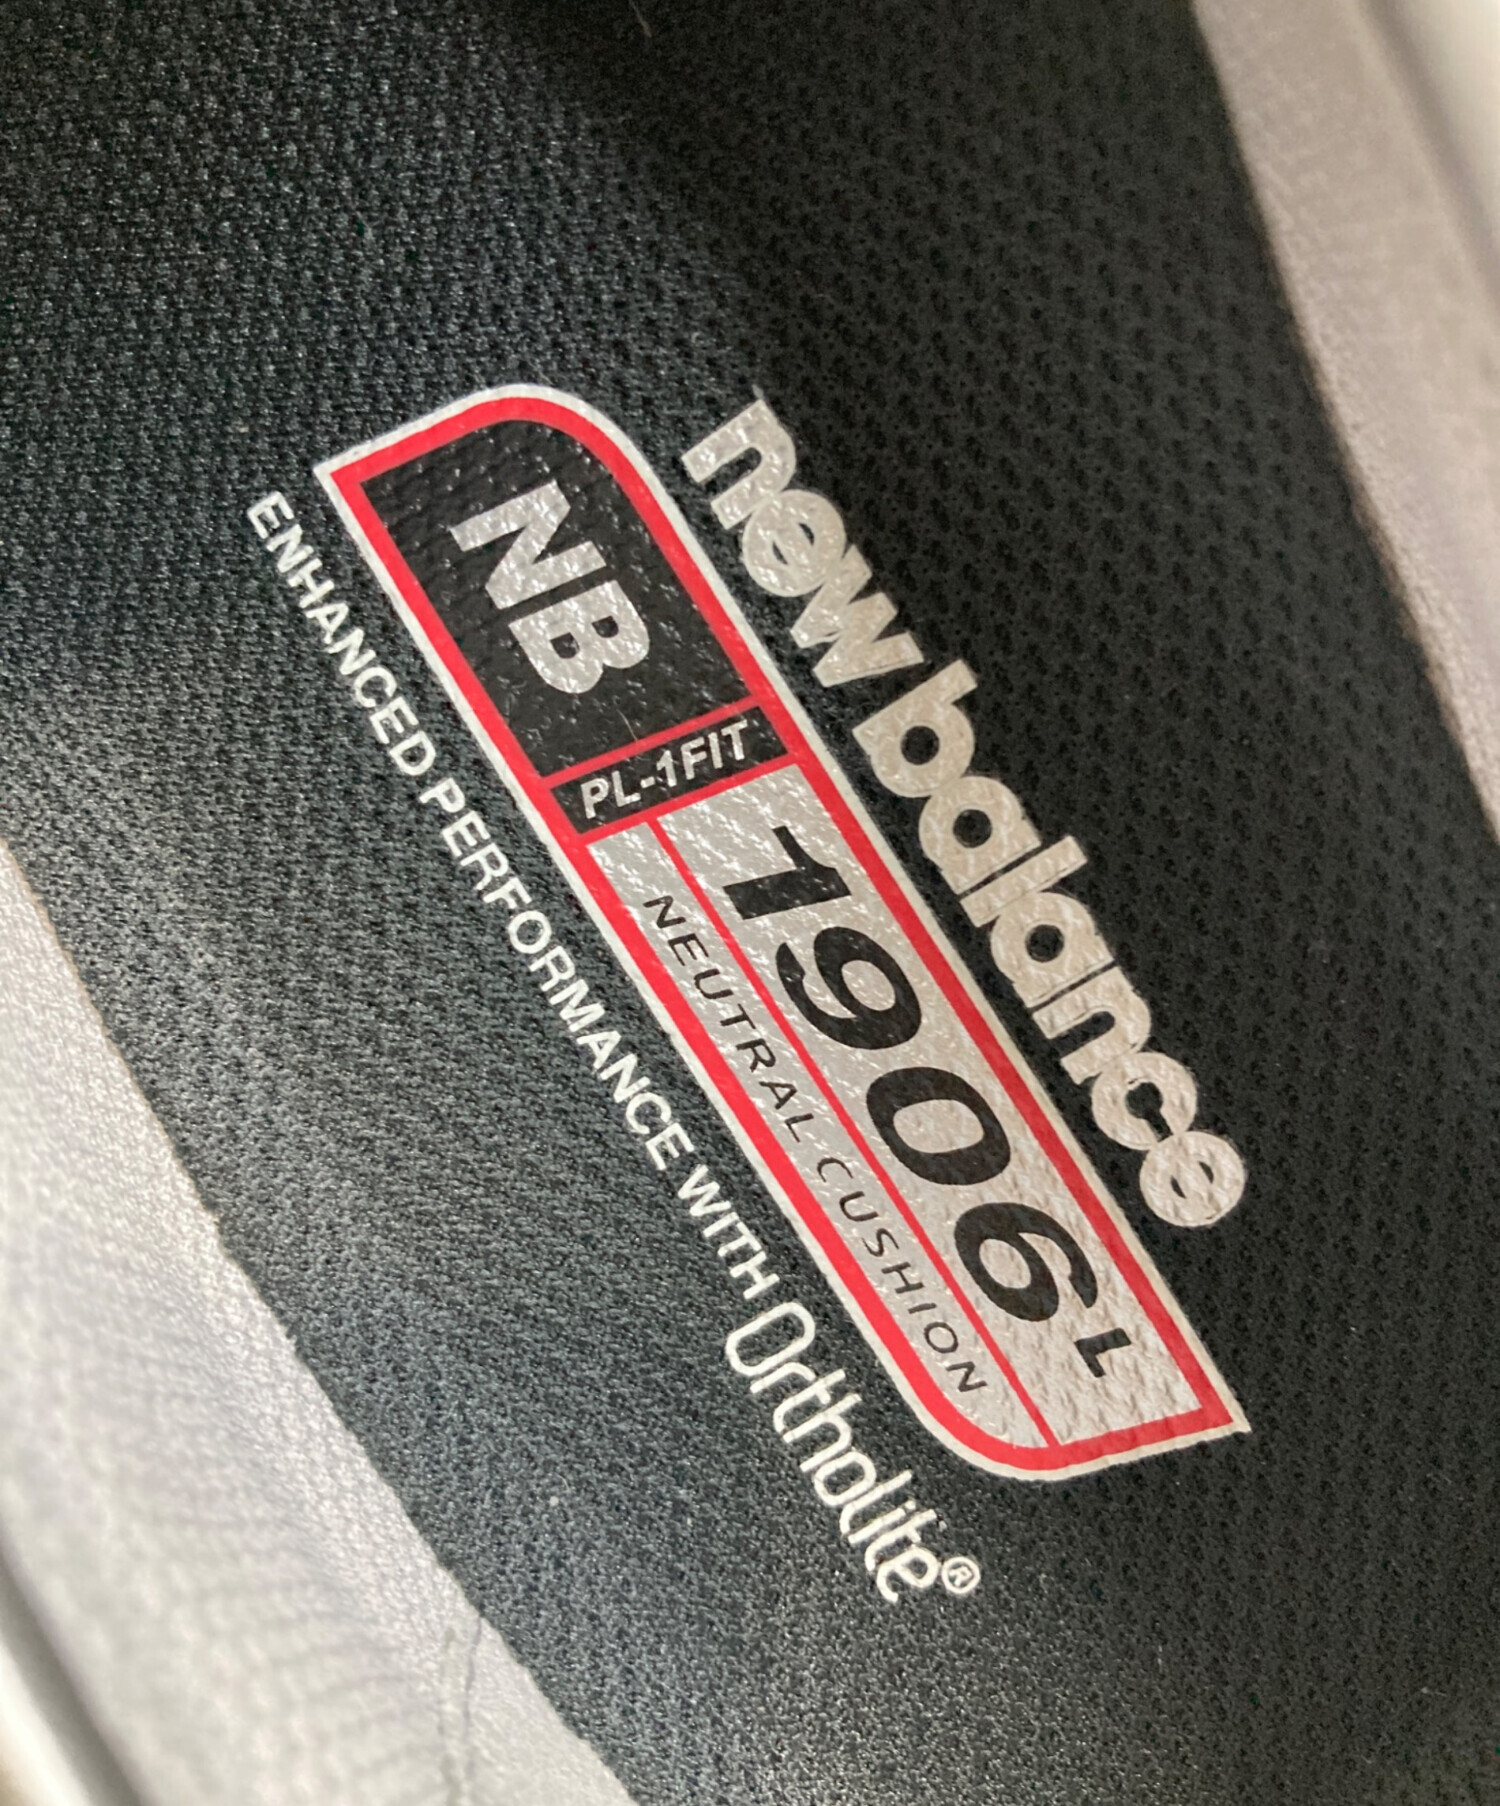 new balance
NB
PL-1FIT
1906L
NEUTRAL CUSHION
ENHANCED PERFORMANCE WITH Ortholite®